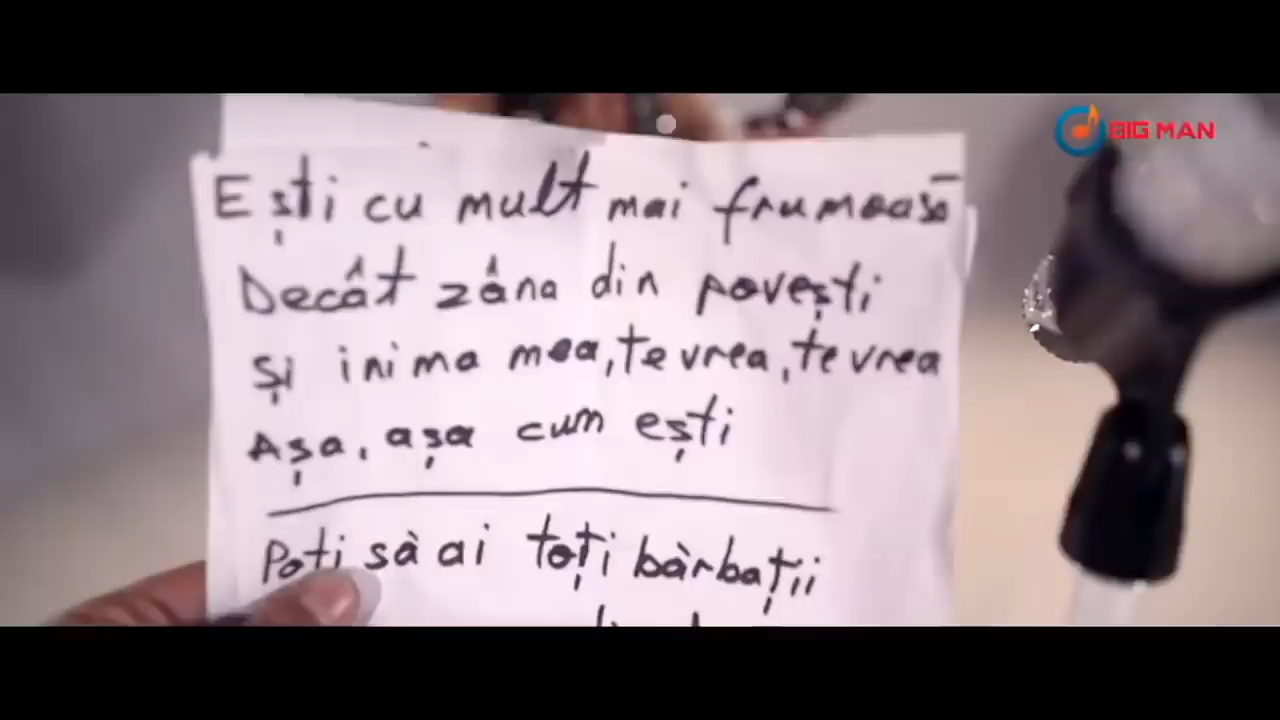 BIG MAN
Ești cu mult mai frumoasă
Decât zâna din povești
Și inima mea, te vrea, te vrea
Așa, așa cum ești
Poți să ai toți bărbații